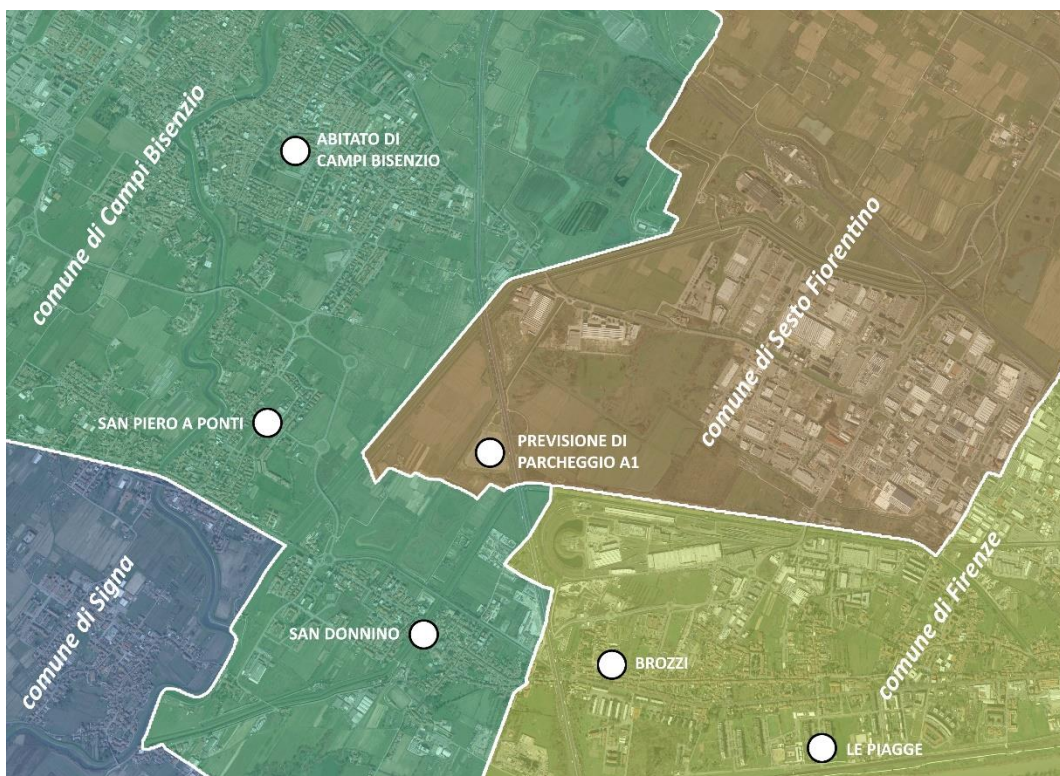 comune di Campi Bisenzio
ABITATO DI
CAMPI BISENZIO
comune di Sesto Fiorentino
SAN PIERO A PONTI
PREVISIONE DI
PARCHEGGIO A1
comune di Signa
SAN DONNINO
BROZZI
comune di Firenze
LE PIAGGE